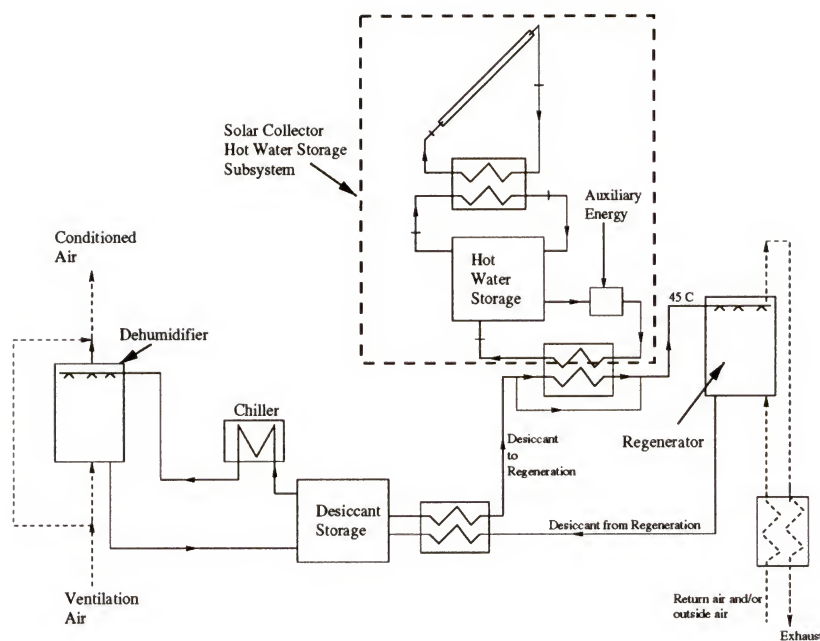 Solar Collector
Hot Water Storage
Subsystem
Auxiliary
Energy
Conditioned
Air
Hot
Water
Storage
45 C
Dehumidifier
Chiller
Regenerator
Desiccant
to
Regeneration
Desiccant
Storage
Desiccant from Regeneration
Ventilation
Air
Return air and/or
outside air
Exhaus